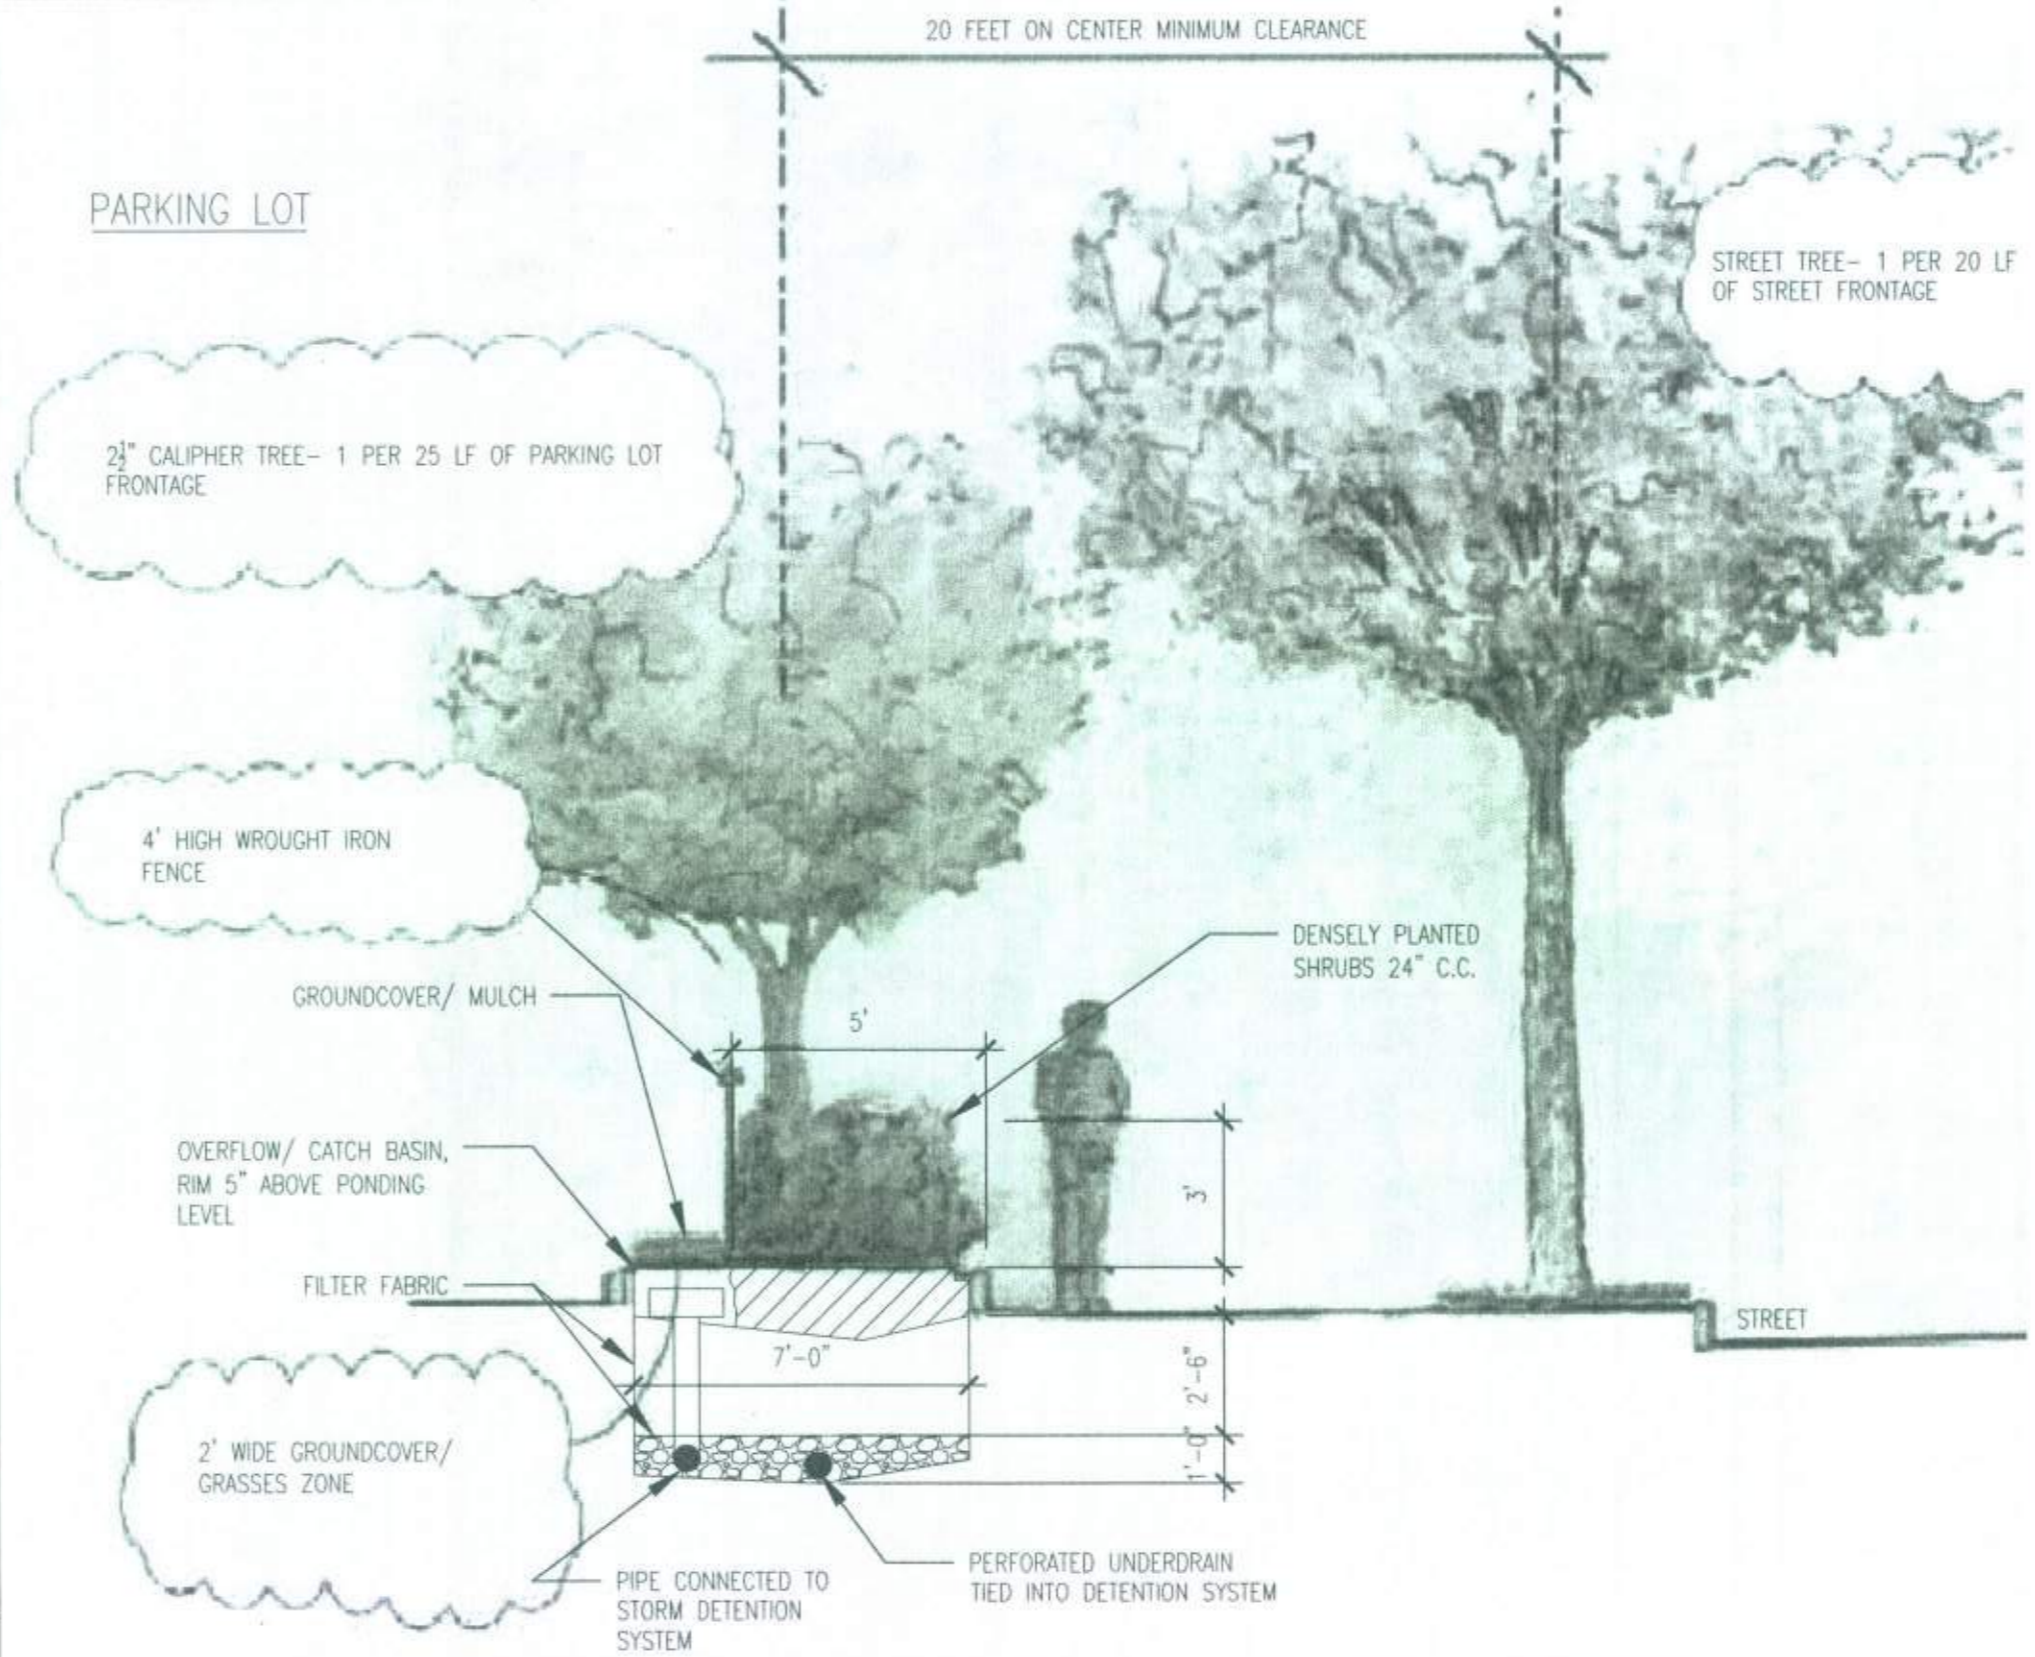 20 FEET ON CENTER MINIMUM CLEARANCE
PARKING LOT
STREET TREE- 1 PER 20 LF
OF STREET FRONTAGE
2½" CALIPHER TREE- 1 PER 25 LF OF PARKING LOT
FRONTAGE
4' HIGH WROUGHT IRON
FENCE
DENSELY PLANTED
SHRUBS 24" C.C.
GROUNDCOVER/ MULCH
5'
OVERFLOW/ CATCH BASIN,
RIM 5" ABOVE PONDING
LEVEL
3'
FILTER FABRIC
STREET
7'-0"
2'-6"
1'-0"
2' WIDE GROUNDCOVER/
GRASSES ZONE
PIPE CONNECTED TO
STORM DETENTION
SYSTEM
PERFORATED UNDERDRAIN
TIED INTO DETENTION SYSTEM